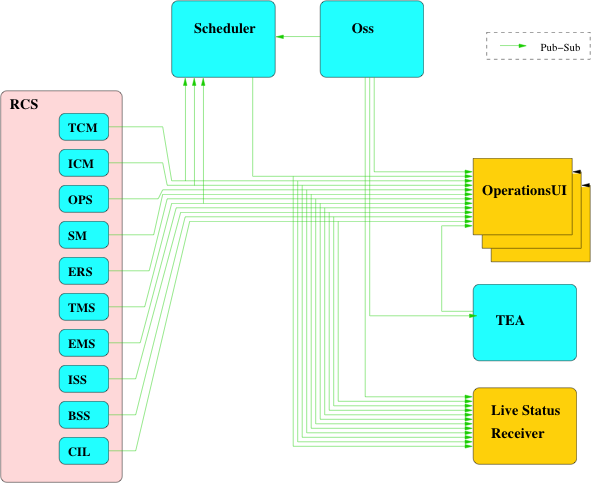 Scheduler
Oss
Pub-Sub
RCS
TCM
ICM
OPS
SM
ERS
TMS
EMS
ISS
BSS
CIL
OperationsUI
TEA
Live Status
Receiver